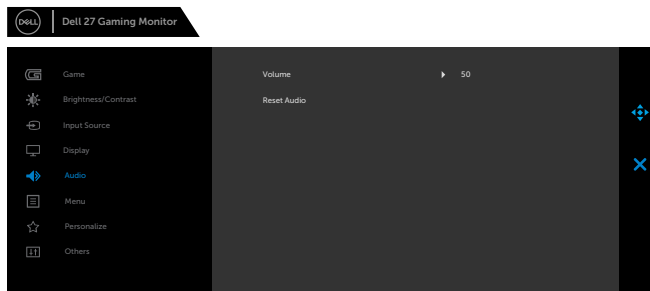 DELL
Dell 27 Gaming Monitor
Game
Volume 50
Brightness/Contrast
Reset Audio
Input Source
Display
Audio
Menu
Personalize
Others